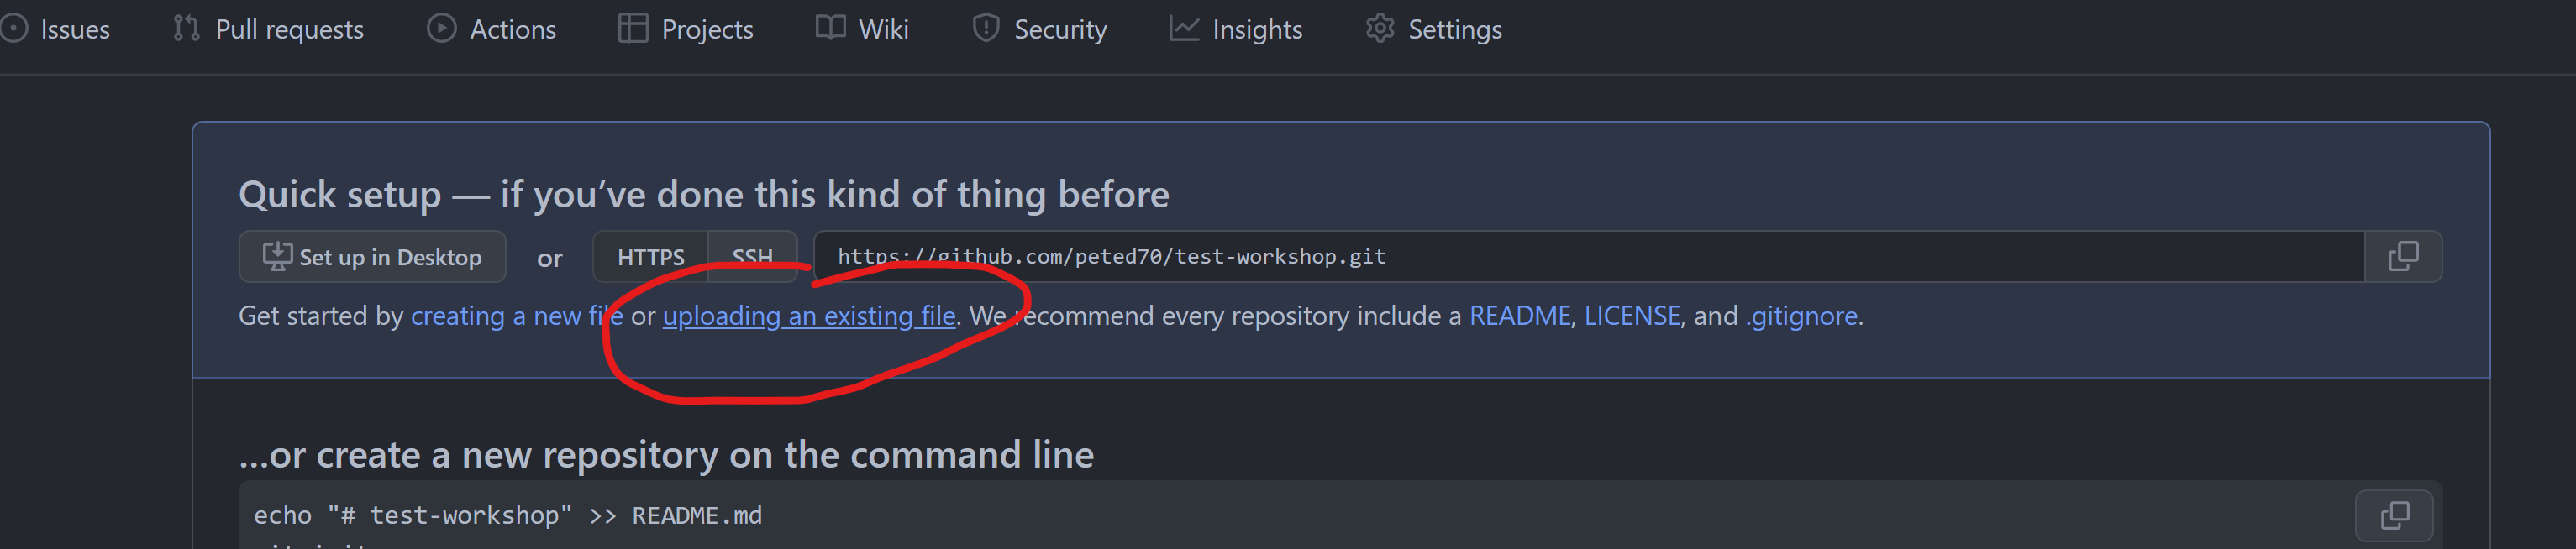 Issues Pull requests Actions Projects Wiki Security Insights Settings
Quick setup — if you’ve done this kind of thing before
Set up in Desktop or HTTPS SSH https://github.com/peted70/test-workshop.git
Get started by creating a new file or uploading an existing file. We recommend every repository include a README, LICENSE, and .gitignore.
…or create a new repository on the command line
echo "# test-workshop" >> README.md